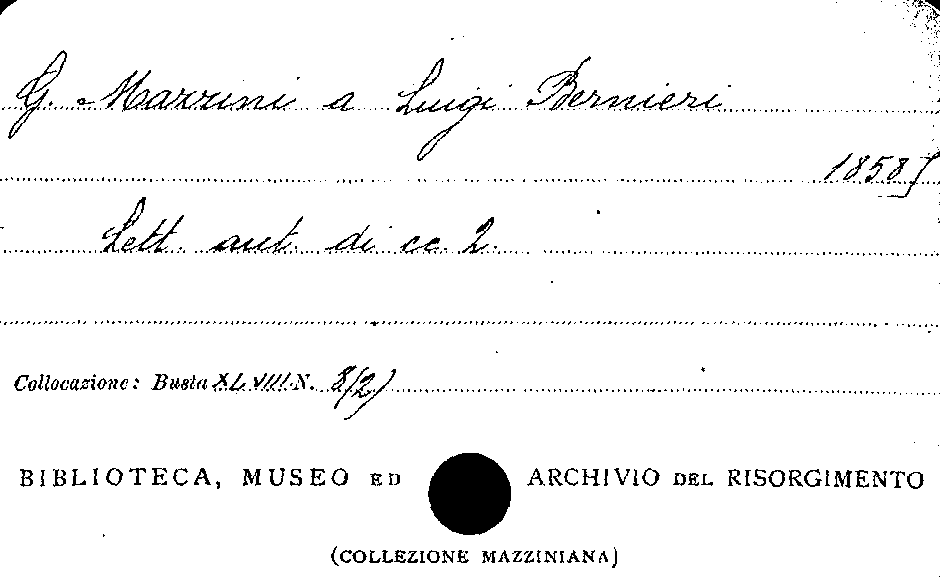 G. Mazzini a Luigi Bernieri
1858]
Lett. aut. di cc. 2.
Collocazione: Busta XLVIII N. 8(2)
BIBLIOTECA, MUSEO ED ARCHIVIO DEL RISORGIMENTO
(COLLEZIONE MAZZINIANA)